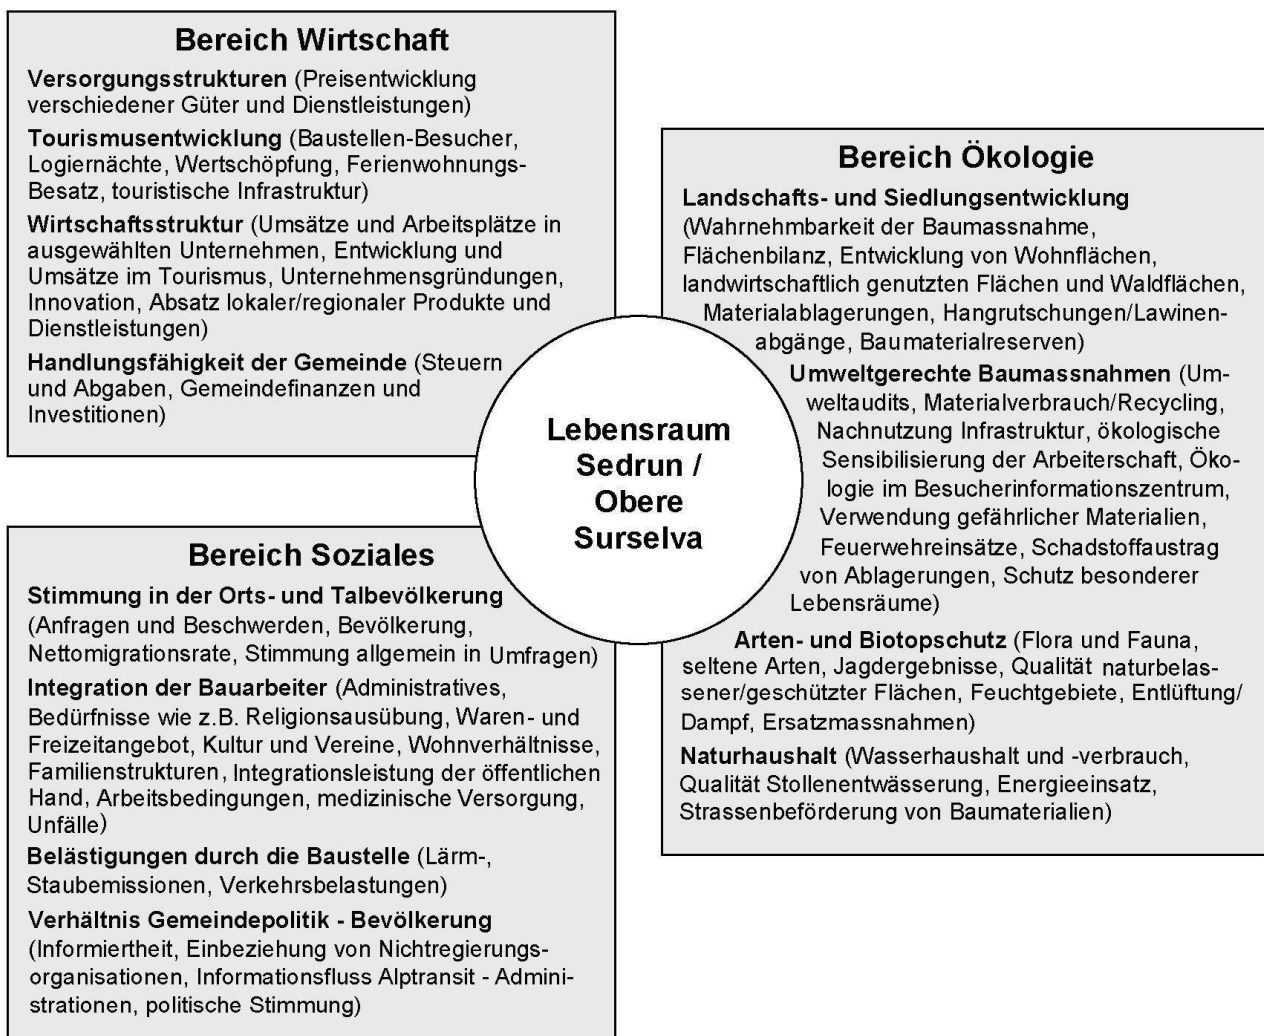 Bereich Wirtschaft
Versorgungsstrukturen (Preisentwicklung
verschiedener Güter und Dienstleistungen)
Tourismusentwicklung (Baustellen-Besucher,
Logiernächte, Wertschöpfung, Ferienwohnungs-
Besatz, touristische Infrastruktur)
Wirtschaftsstruktur (Umsätze und Arbeitsplätze in
ausgewählten Unternehmen, Entwicklung und
Umsätze im Tourismus, Unternehmensgründungen,
Innovation, Absatz lokaler/regionaler Produkte und
Dienstleistungen)
Handlungsfähigkeit der Gemeinde (Steuern
und Abgaben, Gemeindefinanzen und
Investitionen)
Bereich Ökologie
Landschafts- und Siedlungsentwicklung
(Wahrnehmbarkeit der Baumassnahme,
Flächenbilanz, Entwicklung von Wohnflächen,
landwirtschaftlich genutzten Flächen und Waldflächen,
Materialablagerungen, Hangrutschungen/Lawinen-
abgänge, Baumaterialreserven)
Umweltgerechte Baumassnahmen (Um-
weltaudits, Materialverbrauch/Recycling,
Nachnutzung Infrastruktur, ökologische
Sensibilisierung der Arbeiterschaft, Öko-
logie im Besucherinformationszentrum,
Verwendung gefährlicher Materialien,
Feuerwehreinsätze, Schadstoffaustrag
von Ablagerungen, Schutz besonderer
Lebensräume)
Arten- und Biotopschutz (Flora und Fauna,
seltene Arten, Jagdergebnisse, Qualität naturbelas-
sener/geschützter Flächen, Feuchtgebiete, Entlüftung/
Dampf, Ersatzmassnahmen)
Naturhaushalt (Wasserhaushalt und -verbrauch,
Qualität Stollenentwässerung, Energieeinsatz,
Strassenbeförderung von Baumaterialien)
Lebensraum
Sedrun /
Obere
Surselva
Bereich Soziales
Stimmung in der Orts- und Talbevölkerung
(Anfragen und Beschwerden, Bevölkerung,
Nettomigrationsrate, Stimmung allgemein in Umfragen)
Integration der Bauarbeiter (Administratives,
Bedürfnisse wie z.B. Religionsausübung, Waren- und
Freizeitangebot, Kultur und Vereine, Wohnverhältnisse,
Familienstrukturen, Integrationsleistung der öffentlichen
Hand, Arbeitsbedingungen, medizinische Versorgung,
Unfälle)
Belästigungen durch die Baustelle (Lärm-,
Staubemissionen, Verkehrsbelastungen)
Verhältnis Gemeindepolitik - Bevölkerung
(Informiertheit, Einbeziehung von Nichtregierungs-
organisationen, Informationsfluss Alptransit - Admini-
strationen, politische Stimmung)